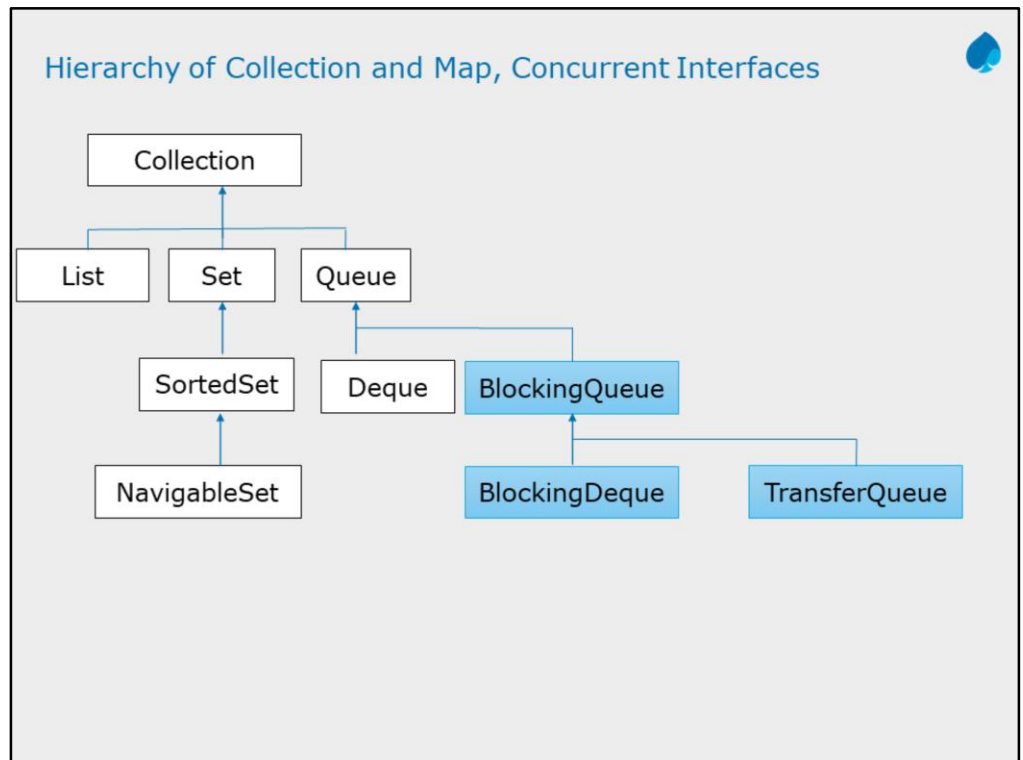 Hierarchy of Collection and Map, Concurrent Interfaces
Collection
List
Set
Queue
SortedSet
Deque
BlockingQueue
NavigableSet
BlockingDeque
TransferQueue